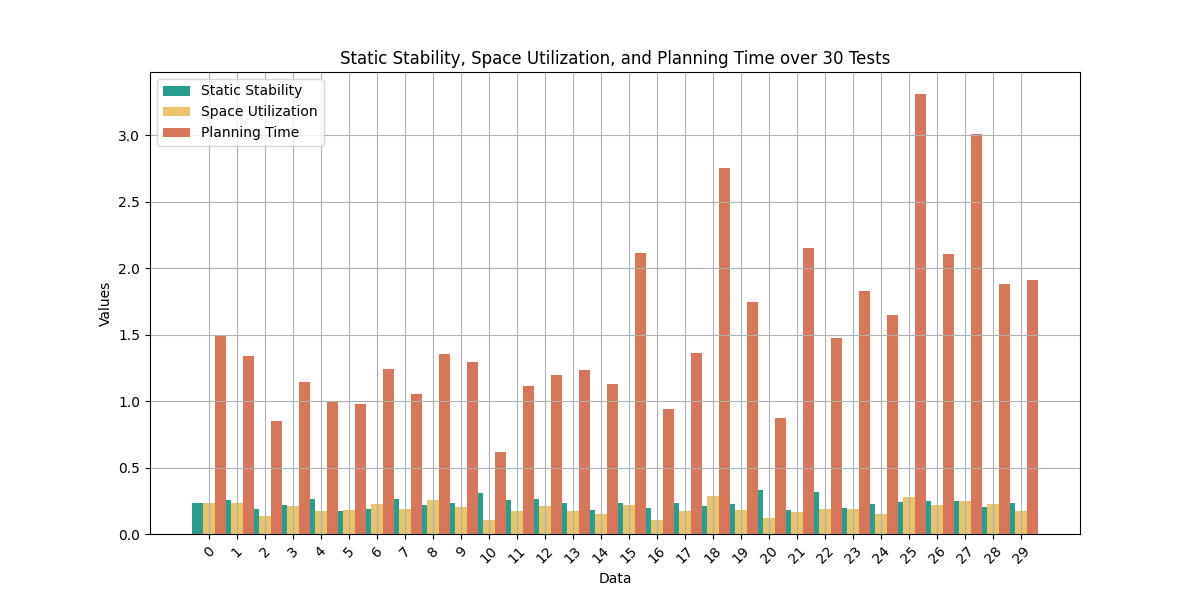 Static Stability, Space Utilization, and Planning Time over 30 Tests
Static Stability
Space Utilization
Planning Time
Values
3.0
2.5
2.0
1.5
1.0
0.5
0.0
0 1 2 3 4 5 6 7 8 9 10 11 12 13 14 15 16 17 18 19 20 21 22 23 24 25 26 27 28 29
Data